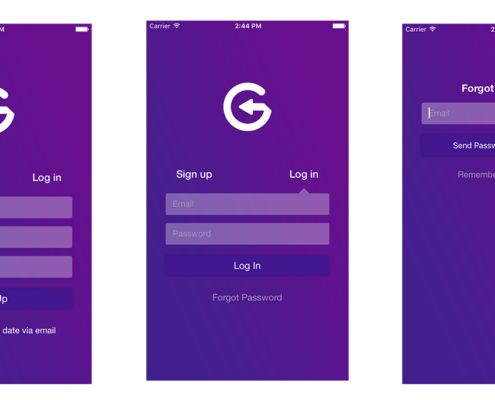 M
Log in
Up
date via email
Carrier
2:44 PM
Sign up
Log in
Email
Password
Log In
Forgot Password
Carrier
2
Forgot
Email
Send Passw
Remembe